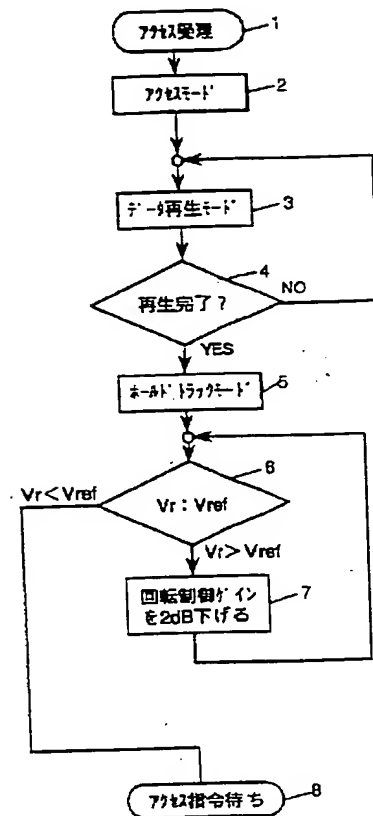 アクセス受理
1
アクセスモード
2
データ再生モード
3
再生完了？
4
NO
YES
ホールドトラックモード
5
Vr<Vref
Vr：Vref
6
Vr>Vref
回転制御ゲイン
を2dB下げる
7
アクセス指令待ち
8